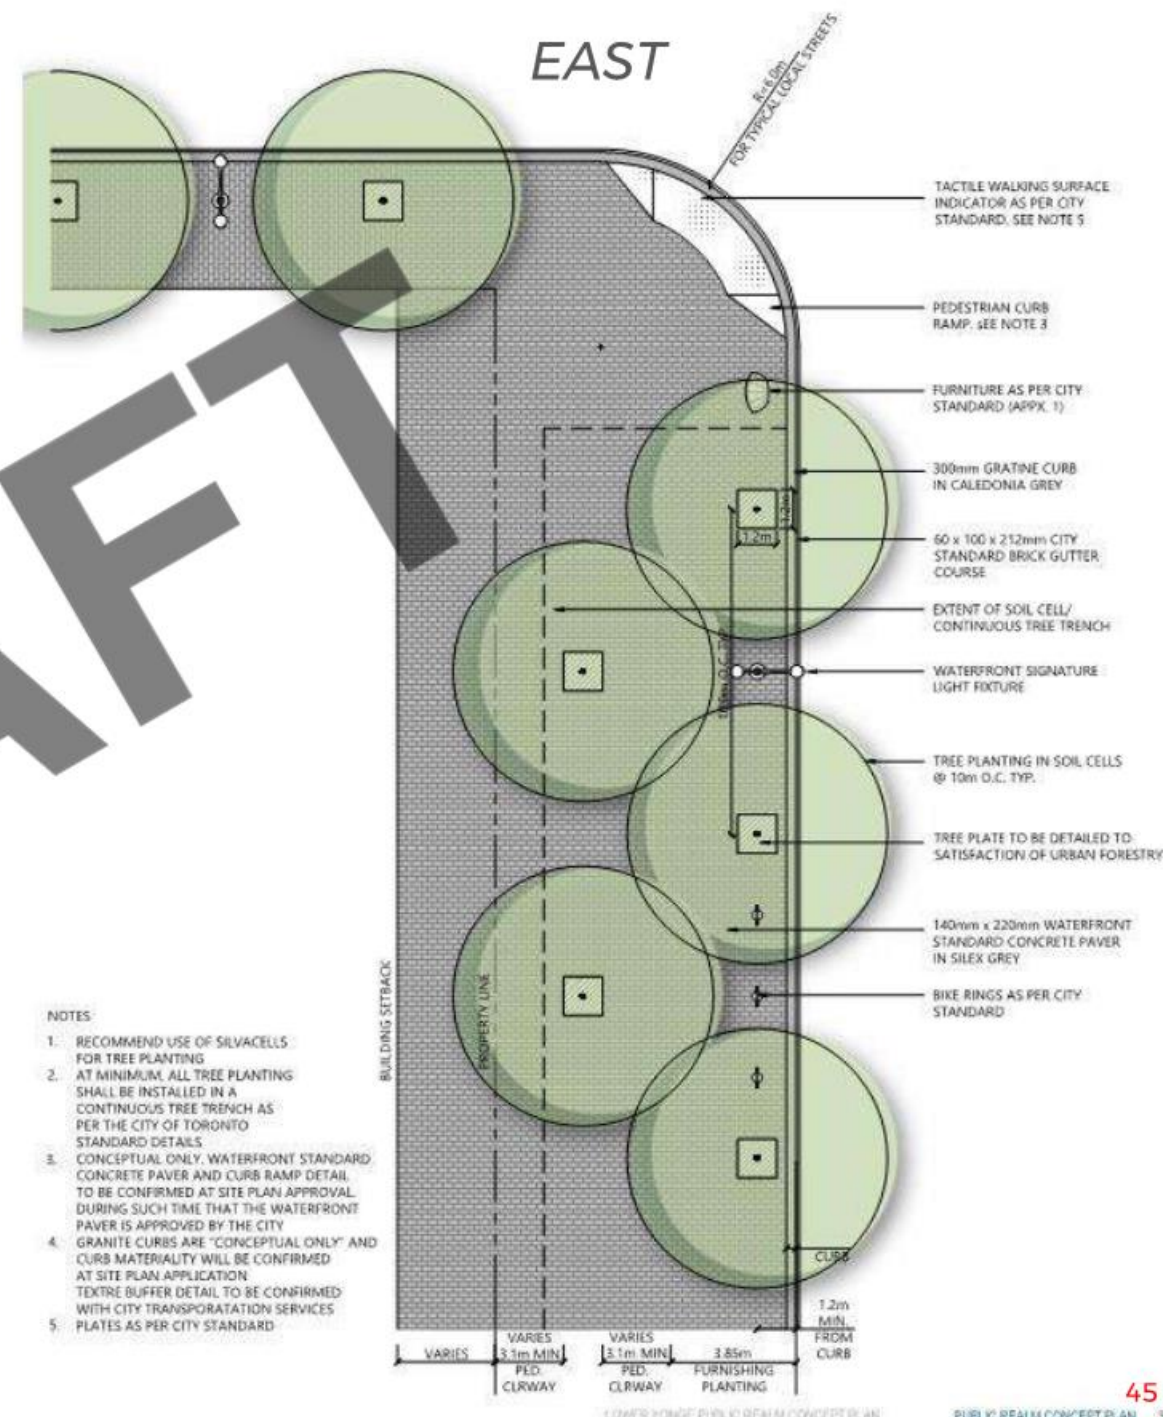 EAST
R=6.0m
FOR TYPICAL LOCAL STREETS
TACTILE WALKING SURFACE
INDICATOR AS PER CITY
STANDARD. SEE NOTE 5
PEDESTRIAN CURB
RAMP. sEE NOTE 3
FURNITURE AS PER CITY
STANDARD (APPX. 1)
300mm GRATINE CURB
IN CALEDONIA GREY
1.2m
1.2m
60 x 100 x 212mm CITY
STANDARD BRICK GUTTER
COURSE
EXTENT OF SOIL CELL/
CONTINUOUS TREE TRENCH
O.C.
WATERFRONT SIGNATURE
LIGHT FIXTURE
TREE PLANTING IN SOIL CELLS
@ 10m O.C. TYP.
TREE PLATE TO BE DETAILED TO
SATISFACTION OF URBAN FORESTRY
140mm x 220mm WATERFRONT
STANDARD CONCRETE PAVER
IN SILEX GREY
BIKE RINGS AS PER CITY
STANDARD
BUILDING SETBACK
PROPERTY LINE
AFT
NOTES
1. RECOMMEND USE OF SILVACELLS
FOR TREE PLANTING
2. AT MINIMUM, ALL TREE PLANTING
SHALL BE INSTALLED IN A
CONTINUOUS TREE TRENCH AS
PER THE CITY OF TORONTO
STANDARD DETAILS
3. CONCEPTUAL ONLY. WATERFRONT STANDARD
CONCRETE PAVER AND CURB RAMP DETAIL
TO BE CONFIRMED AT SITE PLAN APPROVAL.
DURING SUCH TIME THAT THE WATERFRONT
PAVER IS APPROVED BY THE CITY
4. GRANITE CURBS ARE "CONCEPTUAL ONLY" AND
CURB MATERIALITY WILL BE CONFIRMED
AT SITE PLAN APPLICATION
TEXTRE BUFFER DETAIL TO BE CONFIRMED
WITH CITY TRANSPORATATION SERVICES
5. PLATES AS PER CITY STANDARD
CURB
1.2m
MIN.
FROM
CURB
VARIES
VARIES
3.1m MIN.
PED.
CLRWAY
VARIES
3.1m MIN.
PED.
CLRWAY
3.85m
FURNISHING
PLANTING
45
LOWER YONGE PUBLIC REALM CONCEPT PLAN
PUBLIC REALM CONCEPT PLAN